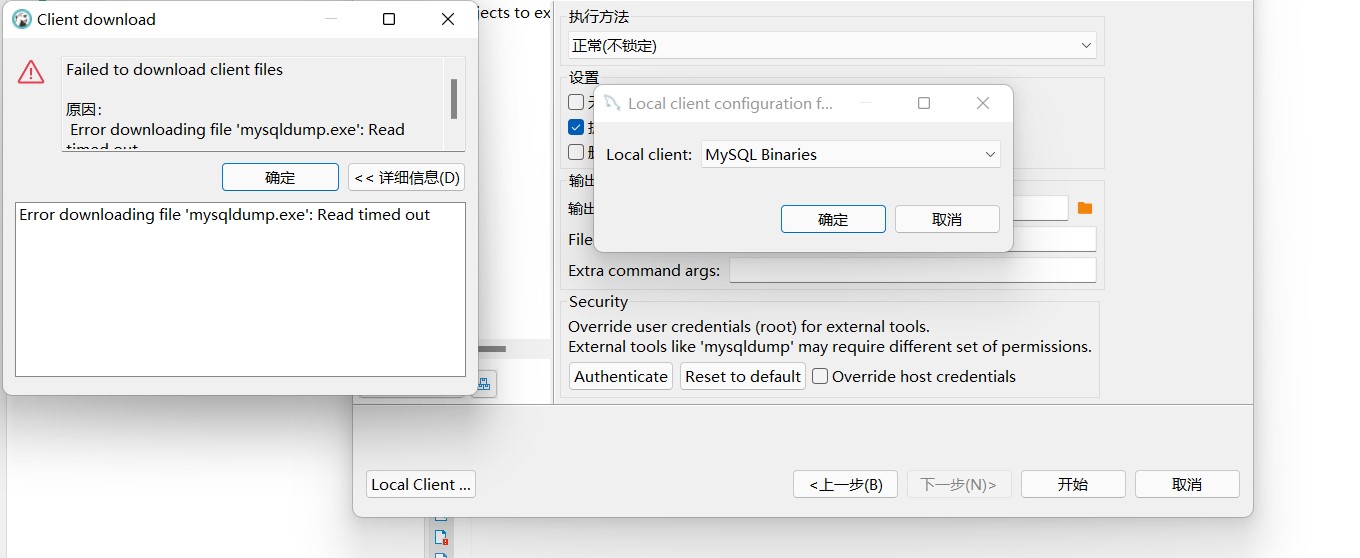 Client download
Failed to download client files
原因:
Error downloading file 'mysqldump.exe': Read
timed out
确定
<< 详细信息(D)
Error downloading file 'mysqldump.exe': Read timed out
jects to ex
执行方法
正常(不锁定)
设置
Local client configuration f...
Local client:
MySQL Binaries
确定
取消
输出
输出
File
Extra command args:
Security
Override user credentials (root) for external tools.
External tools like 'mysqldump' may require different set of permissions.
Authenticate
Reset to default
Override host credentials
Local Client ...
<上一步(B)
下一步(N)>
开始
取消